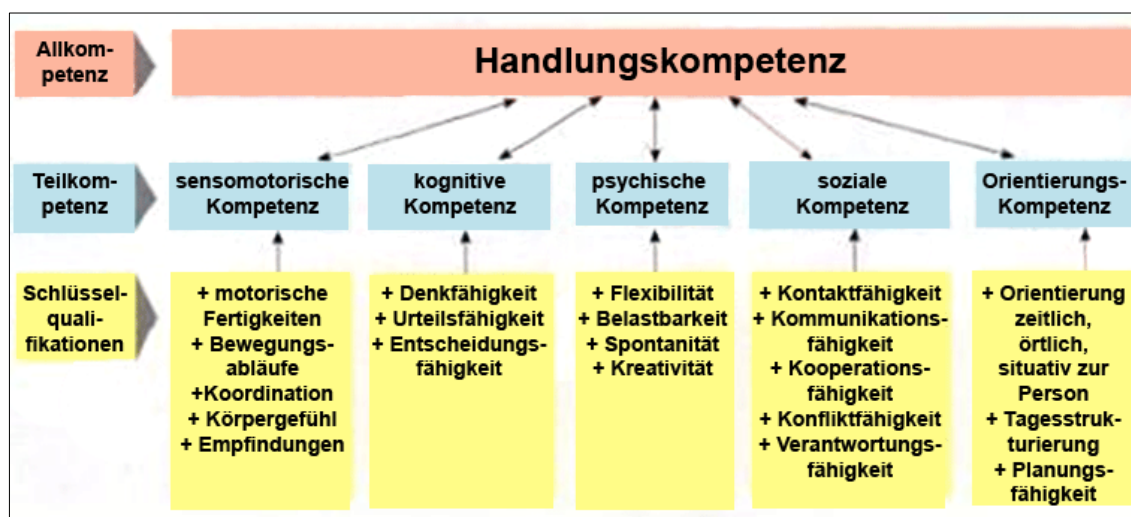 Allkom-
petenz
Handlungskompetenz
Teilkom-
petenz
sensomotorische
Kompetenz
kognitive
Kompetenz
psychische
Kompetenz
soziale
Kompetenz
Orientierungs-
Kompetenz
Schlüssel-
quali-
fikationen
+ motorische
Fertigkeiten
+ Bewegungs-
abläufe
+Koordination
+ Körpergefühl
+ Empfindungen
+ Denkfähigkeit
+ Urteilsfähigkeit
+ Entscheidungs-
fähigkeit
+ Flexibilität
+ Belastbarkeit
+ Spontanität
+ Kreativität
+ Kontaktfähigkeit
+ Kommunikations-
fähigkeit
+ Kooperations-
fähigkeit
+ Konfliktfähigkeit
+ Verantwortungs-
fähigkeit
+ Orientierung
zeitlich,
örtlich,
situativ zur
Person
+ Tagesstruk-
turierung
+ Planungs-
fähigkeit